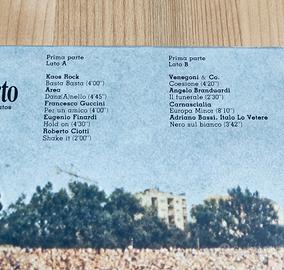 Prima parte
Lato A
Kaos Rock
Basta Basta (4'00")
Area
Danz(A)nello (4'45")
Francesco Guccini
Per un amico (4'00")
Eugenio Finardi
Hold on (4'30")
Roberto Ciotti
Shake it (2'00")
Prima parte
Lato B
Venegoni & Co.
Coesione (4'20")
Angelo Branduardi
Il funerale (2'30")
Carnascialia
Europa Minor (8'10")
Adriano Bassi, Italo Lo Vetere
Nero sul bianco (3'42")